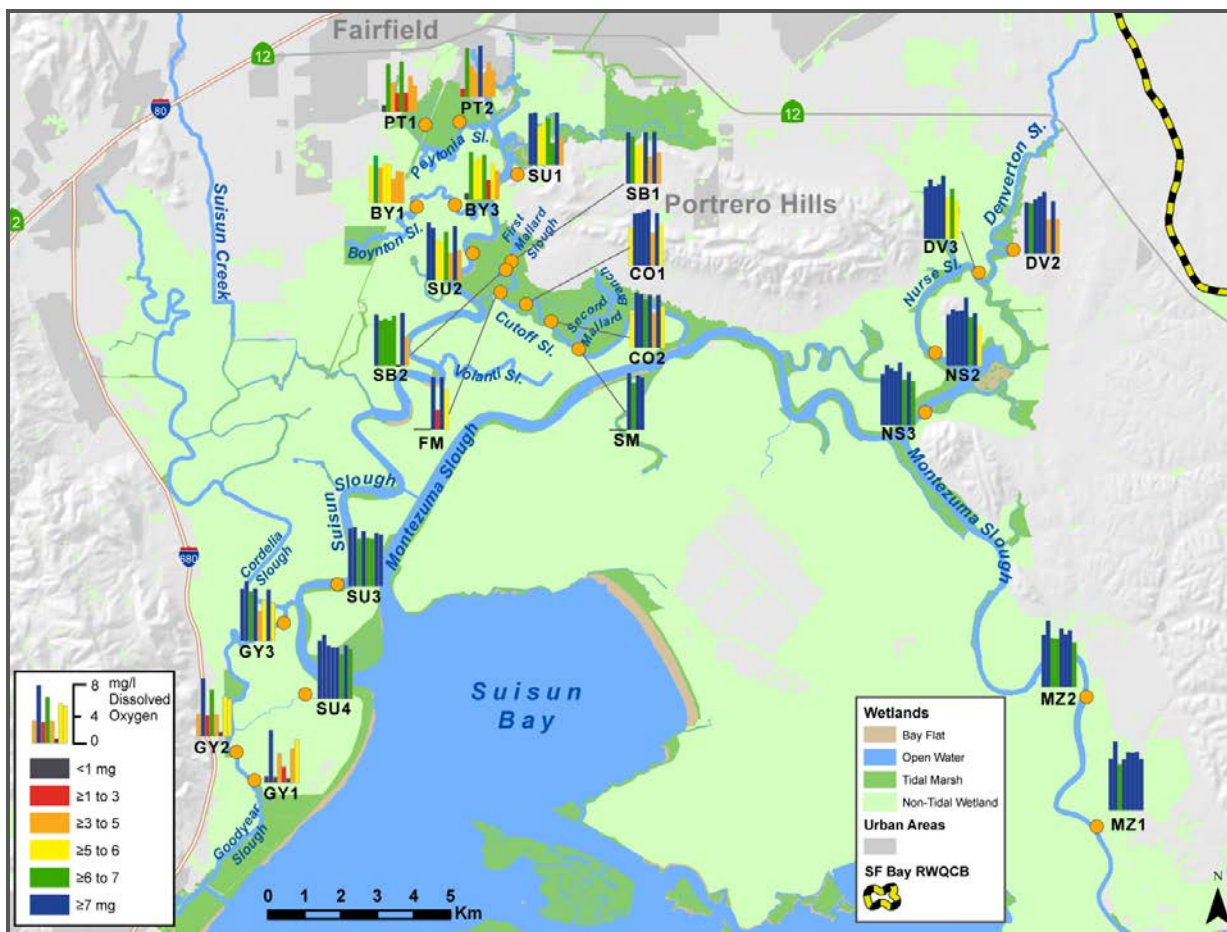 Fairfield
12
80
12
2
680
PT1
PT2
Peytonia Sl.
SU1
SB1
BY1
BY3
Boynton Sl.
First
Mallard
Slough
Portrero Hills
Suisun Creek
Denverton Sl.
DV3
DV2
Nurse Sl.
CO1
SU2
Second
Mallard
Branch
Cutoff Sl.
CO2
NS2
SB2
Volanti Sl.
FM
SM
NS3
Montezuma Slough
Suisun
Slough
Montezuma Slough
Cordelia
Slough
SU3
GY3
SU4
GY2
GY1
Goodyear
Slough
Suisun
Bay
MZ2
MZ1
8
4
0
mg/l
Dissolved
Oxygen
<1 mg
≥1 to 3
≥3 to 5
≥5 to 6
≥6 to 7
≥7 mg
0 1 2 3 4 5
Km
Wetlands
Bay Flat
Open Water
Tidal Marsh
Non-Tidal Wetland
Urban Areas
SF Bay RWQCB
N